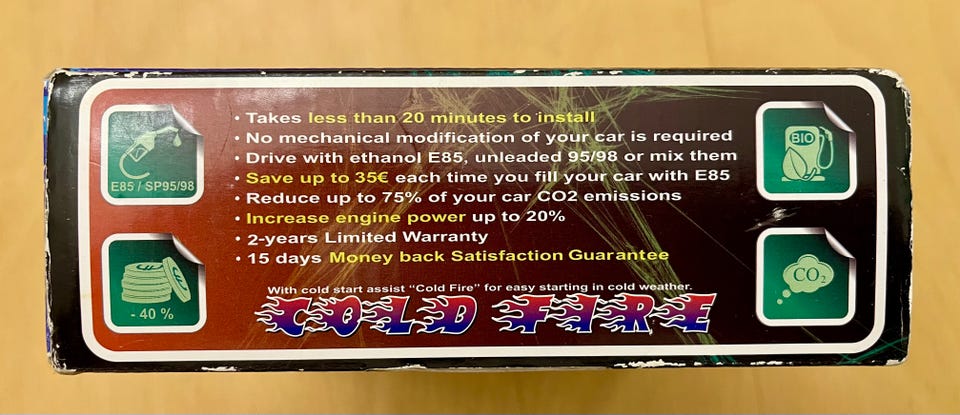 • Takes less than 20 minutes to install
• No mechanical modification of your car is required
• Drive with ethanol E85, unleaded 95/98 or mix them
• Save up to 35€ each time you fill your car with E85
• Reduce up to 75% of your car CO2 emissions
• Increase engine power up to 20%
• 2-years Limited Warranty
• 15 days Money back Satisfaction Guarantee
With cold start assist “Cold Fire” for easy starting in cold weather.
COLD FIRE
E85 / SP95/98
- 40 %
BIO
CO2